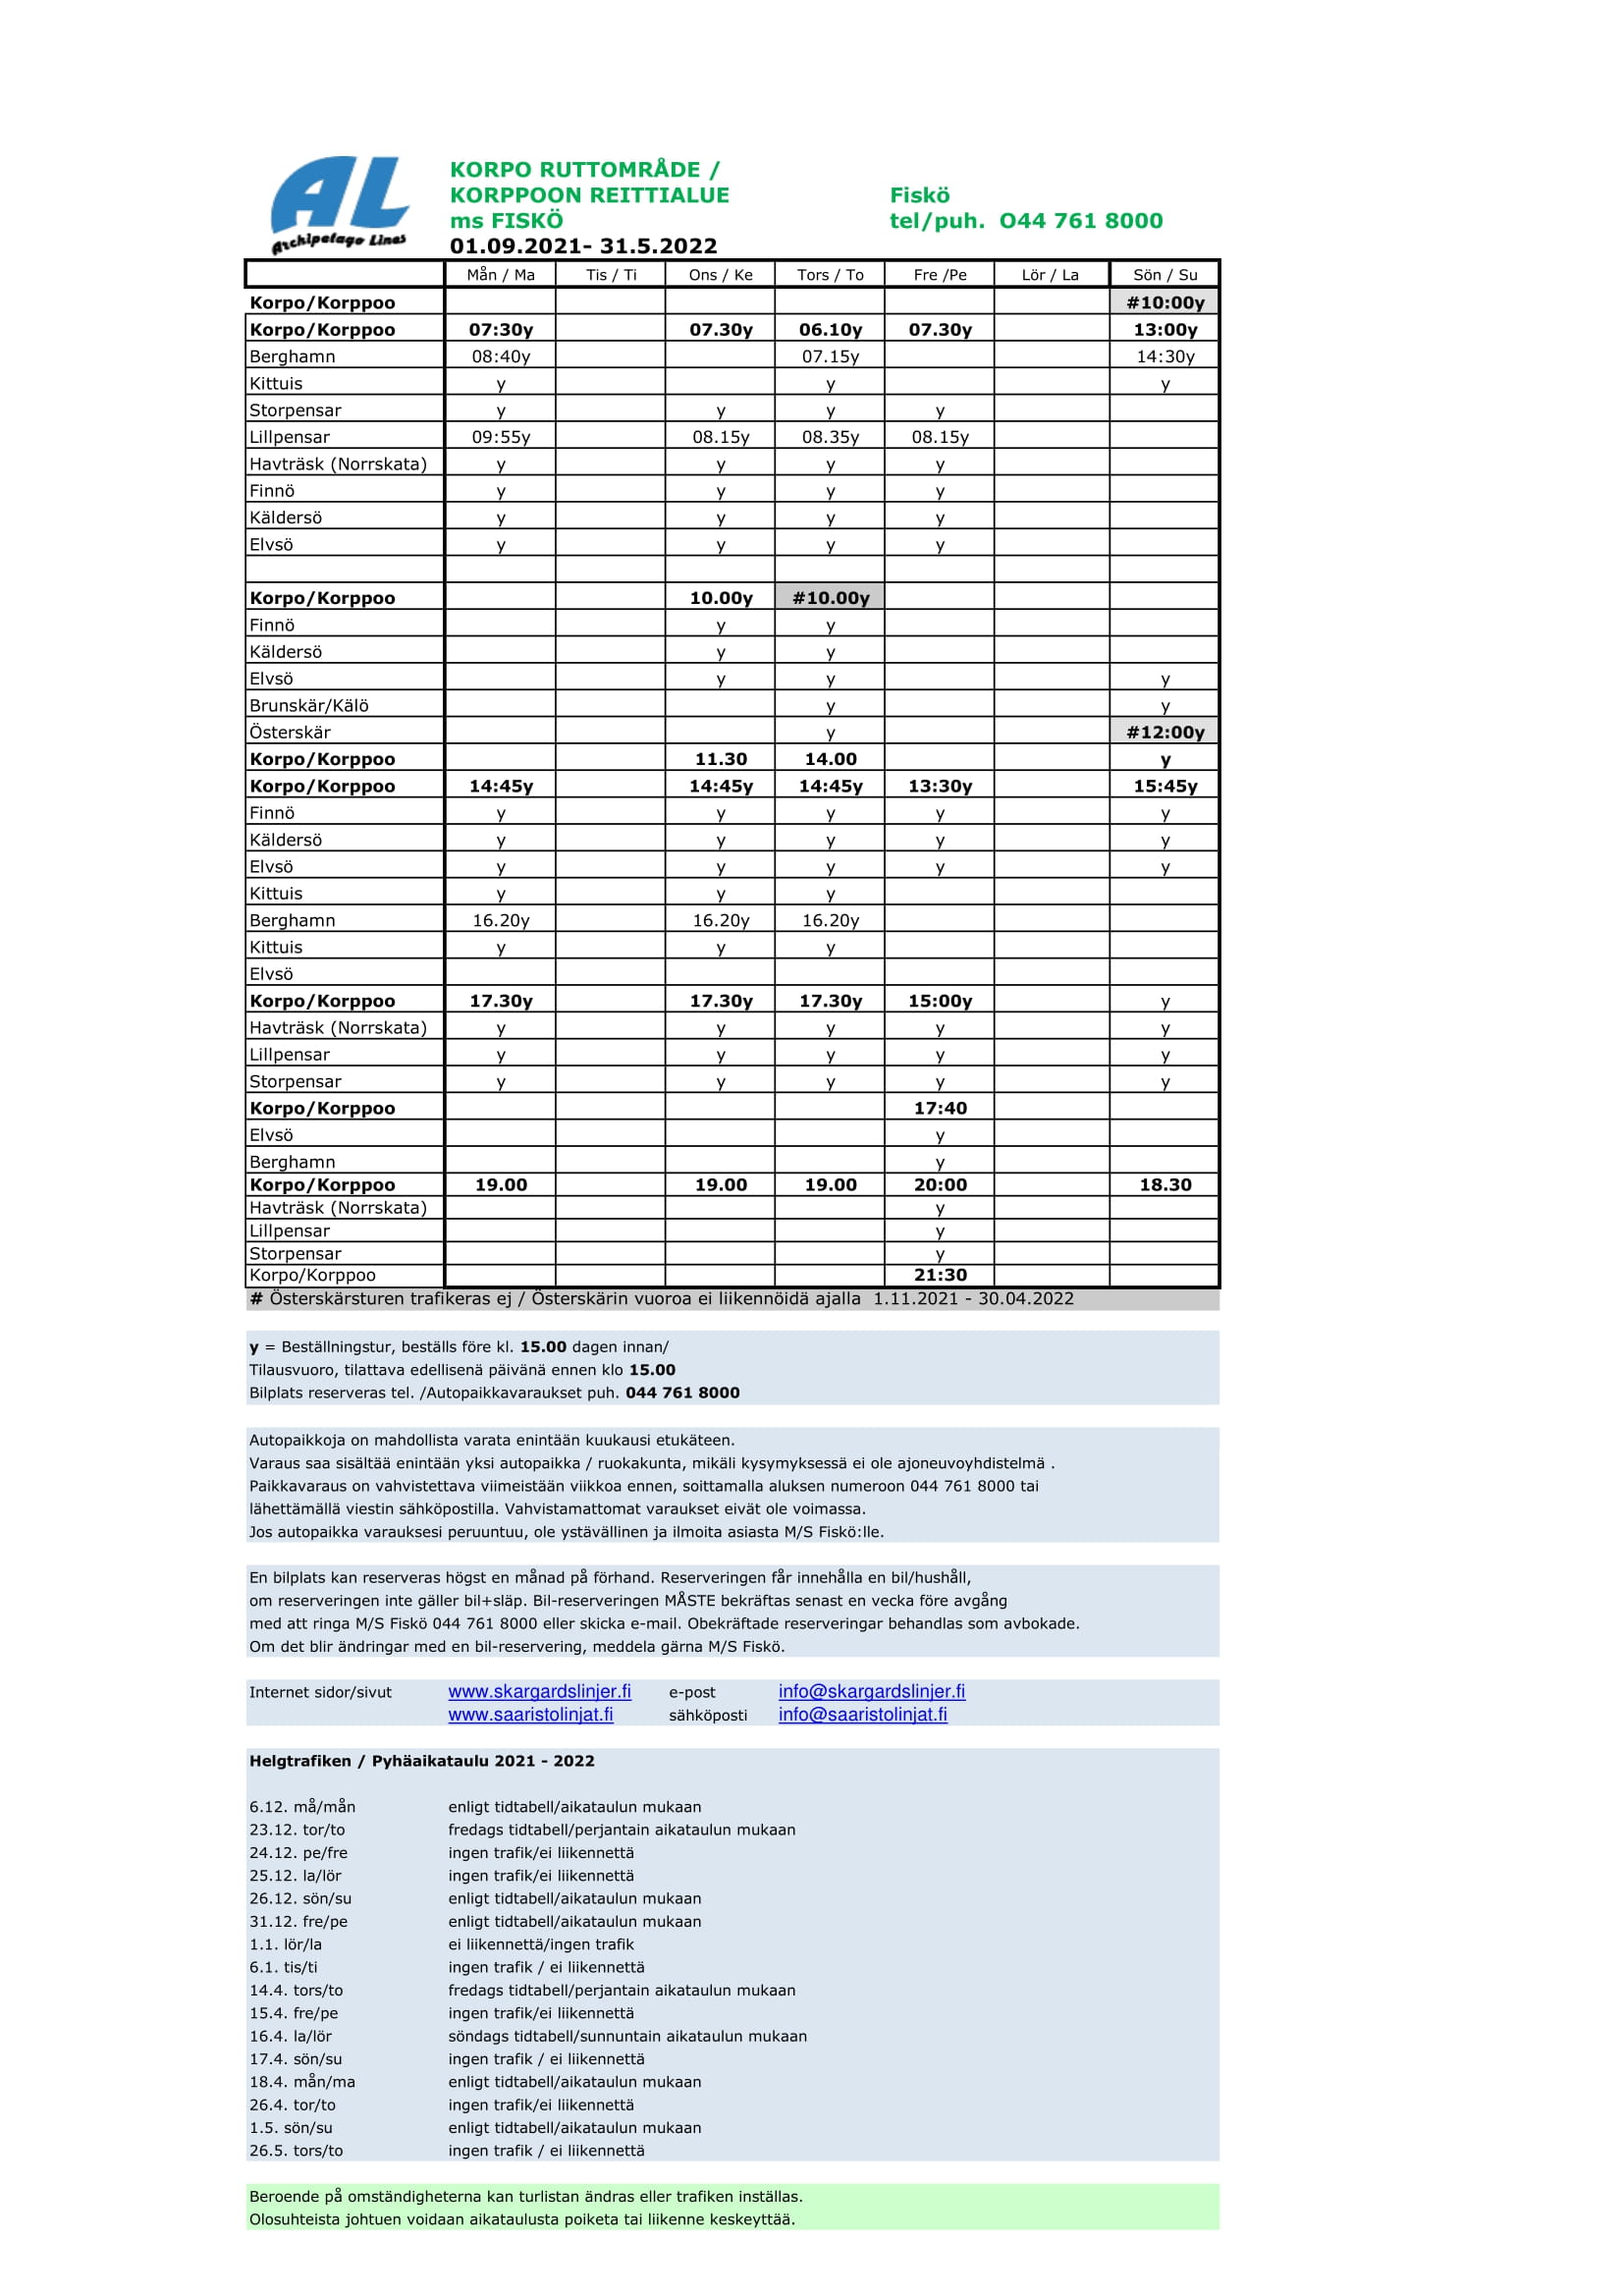 AL
Archipelago Lines
KORPO RUTTOMRÅDE /
KORPPOON REITTIALUE Fiskö
ms FISKÖ tel/puh. O44 761 8000
01.09.2021- 31.5.2022
Mån / Ma Tis / Ti Ons / Ke Tors / To Fre /Pe Lör / La Sön / Su
Korpo/Korppoo #10:00y
Korpo/Korppoo 07:30y 07.30y 06.10y 07.30y 13:00y
Berghamn 08:40y 07.15y 14:30y
Kittuis y y y
Storpensar y y y y
Lillpensar 09:55y 08.15y 08.35y 08.15y
Havträsk (Norrskata) y y y y
Finnö y y y y
Käldersö y y y y
Elvsö y y y y
Korpo/Korppoo 10.00y #10.00y
Finnö y y
Käldersö y y
Elvsö y y y
Brunskär/Kälö y y
Österskär y #12:00y
Korpo/Korppoo 11.30 14.00 y
Korpo/Korppoo 14:45y 14:45y 14:45y 13:30y 15:45y
Finnö y y y y y
Käldersö y y y y y
Elvsö y y y y y
Kittuis y y y
Berghamn 16.20y 16.20y 16.20y
Kittuis y y y
Elvsö
Korpo/Korppoo 17.30y 17.30y 17.30y 15:00y y
Havträsk (Norrskata) y y y y y
Lillpensar y y y y y
Storpensar y y y y y
Korpo/Korppoo 17:40
Elvsö y
Berghamn y
Korpo/Korppoo 19.00 19.00 19.00 20:00 18.30
Havträsk (Norrskata) y
Lillpensar y
Storpensar y
Korpo/Korppoo 21:30
# Österskärsturen trafikeras ej / Österskärin vuoroa ei liikennöidä ajalla 1.11.2021 - 30.04.2022
y = Beställningstur, beställs före kl. 15.00 dagen innan/
Tilausvuoro, tilattava edellisenä päivänä ennen klo 15.00
Bilplats reserveras tel. /Autopaikkavaraukset puh. 044 761 8000
Autopaikkoja on mahdollista varata enintään kuukausi etukäteen.
Varaus saa sisältää enintään yksi autopaikka / ruokakunta, mikäli kysymyksessä ei ole ajoneuvoyhdistelmä .
Paikkavaraus on vahvistettava viimeistään viikkoa ennen, soittamalla aluksen numeroon 044 761 8000 tai
lähettämällä viestin sähköpostilla. Vahvistamattomat varaukset eivät ole voimassa.
Jos autopaikka varauksesi peruuntuu, ole ystävällinen ja ilmoita asiasta M/S Fiskö:lle.
En bilplats kan reserveras högst en månad på förhand. Reserveringen får innehålla en bil/hushåll,
om reserveringen inte gäller bil+släp. Bil-reserveringen MÅSTE bekräftas senast en vecka före avgång
med att ringa M/S Fiskö 044 761 8000 eller skicka e-mail. Obekräftade reserveringar behandlas som avbokade.
Om det blir ändringar med en bil-reservering, meddela gärna M/S Fiskö.
Internet sidor/sivut www.skargardslinjer.fi e-post info@skargardslinjer.fi
www.saaristolinjat.fi sähköposti info@saaristolinjat.fi
Helgtrafiken / Pyhäaikataulu 2021 - 2022
6.12. må/mån enligt tidtabell/aikataulun mukaan
23.12. tor/to fredags tidtabell/perjantain aikataulun mukaan
24.12. pe/fre ingen trafik/ei liikennettä
25.12. la/lör ingen trafik/ei liikennettä
26.12. sön/su enligt tidtabell/aikataulun mukaan
31.12. fre/pe enligt tidtabell/aikataulun mukaan
1.1. lör/la ei liikennettä/ingen trafik
6.1. tis/ti ingen trafik / ei liikennettä
14.4. tors/to fredags tidtabell/perjantain aikataulun mukaan
15.4. fre/pe ingen trafik/ei liikennettä
16.4. la/lör söndags tidtabell/sunnuntain aikataulun mukaan
17.4. sön/su ingen trafik / ei liikennettä
18.4. mån/ma enligt tidtabell/aikataulun mukaan
26.4. tor/to ingen trafik/ei liikennettä
1.5. sön/su enligt tidtabell/aikataulun mukaan
26.5. tors/to ingen trafik / ei liikennettä
Beroende på omständigheterna kan turlistan ändras eller trafiken inställas.
Olosuhteista johtuen voidaan aikataulusta poiketa tai liikenne keskeyttää.